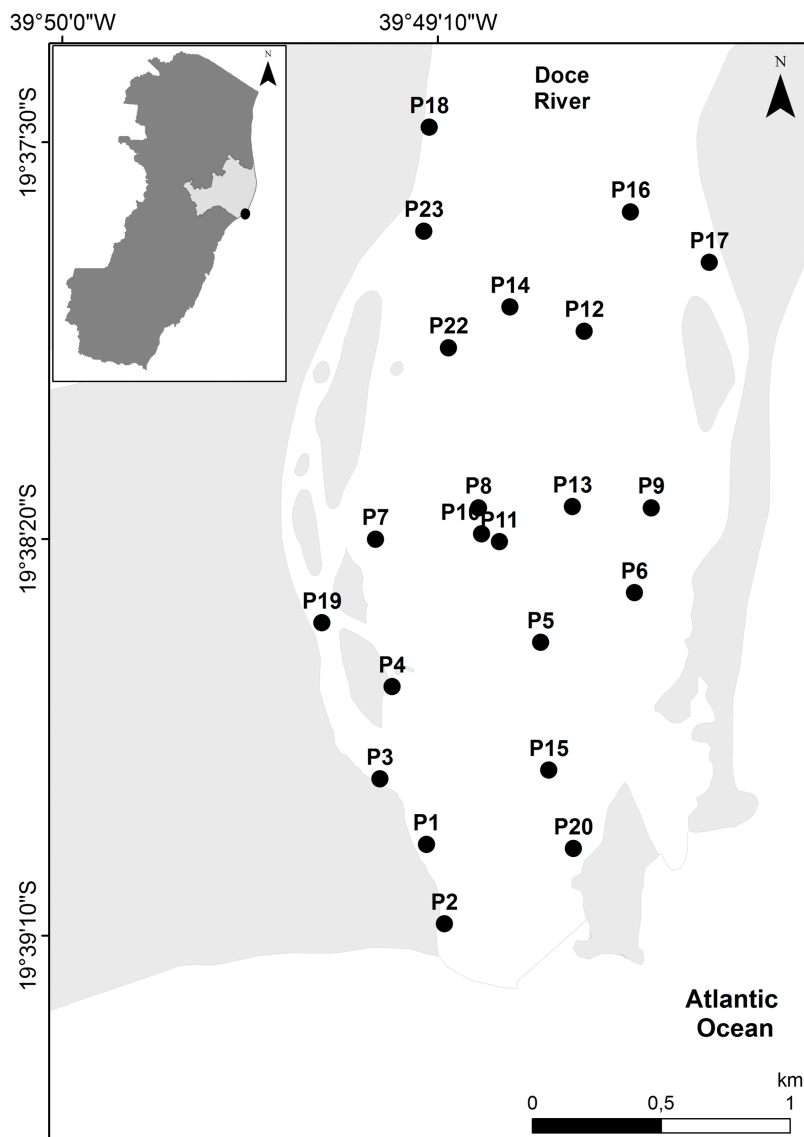 39°50'0"W
39°49'10"W
N
N
Doce
River
P18
19°37'30"S
P16
P23
P17
P14
P12
P22
P8
P13
P9
P10
P11
P7
19°38'20"S
P6
P19
P5
P4
P15
P3
P1
P20
P2
19°39'10"S
Atlantic
Ocean
km
0
0,5
1